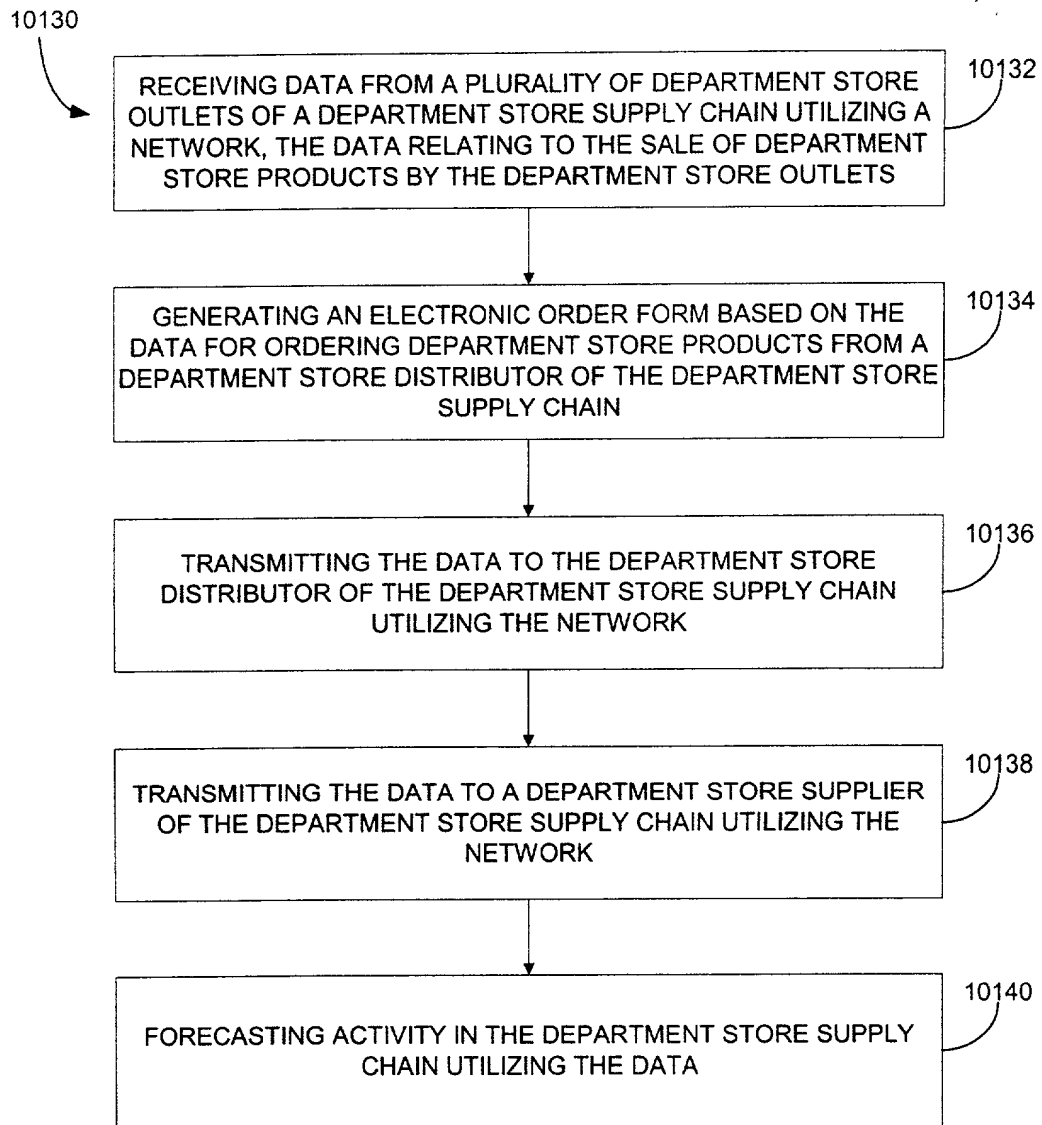 10130
RECEIVING DATA FROM A PLURALITY OF DEPARTMENT STORE
OUTLETS OF A DEPARTMENT STORE SUPPLY CHAIN UTILIZING A
NETWORK, THE DATA RELATING TO THE SALE OF DEPARTMENT
STORE PRODUCTS BY THE DEPARTMENT STORE OUTLETS
10132
GENERATING AN ELECTRONIC ORDER FORM BASED ON THE
DATA FOR ORDERING DEPARTMENT STORE PRODUCTS FROM A
DEPARTMENT STORE DISTRIBUTOR OF THE DEPARTMENT STORE
SUPPLY CHAIN
10134
TRANSMITTING THE DATA TO THE DEPARTMENT STORE
DISTRIBUTOR OF THE DEPARTMENT STORE SUPPLY CHAIN
UTILIZING THE NETWORK
10136
TRANSMITTING THE DATA TO A DEPARTMENT STORE SUPPLIER
OF THE DEPARTMENT STORE SUPPLY CHAIN UTILIZING THE
NETWORK
10138
FORECASTING ACTIVITY IN THE DEPARTMENT STORE SUPPLY
CHAIN UTILIZING THE DATA
10140